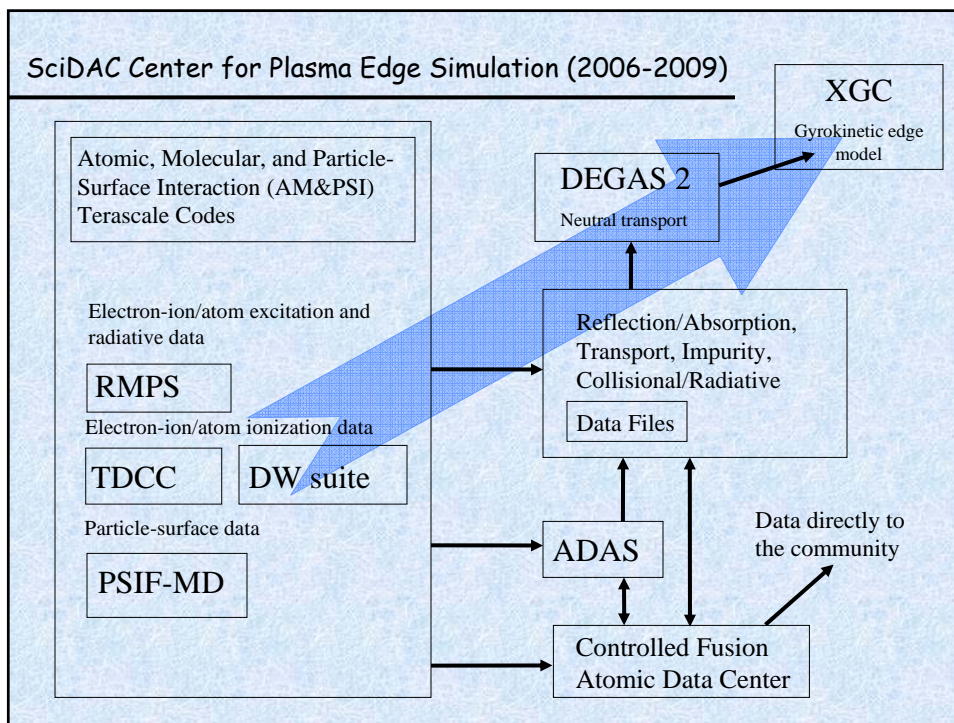 SciDAC Center for Plasma Edge Simulation (2006-2009)
XGC
Gyrokinetic edge
model
Atomic, Molecular, and Particle-
Surface Interaction (AM&PSI)
Terascale Codes
DEGAS 2
Neutral transport
Electron-ion/atom excitation and
radiative data
RMPS
Electron-ion/atom ionization data
TDCC
DW suite
Particle-surface data
PSIF-MD
Reflection/Absorption,
Transport, Impurity,
Collisional/Radiative
Data Files
ADAS
Data directly to
the community
Controlled Fusion
Atomic Data Center